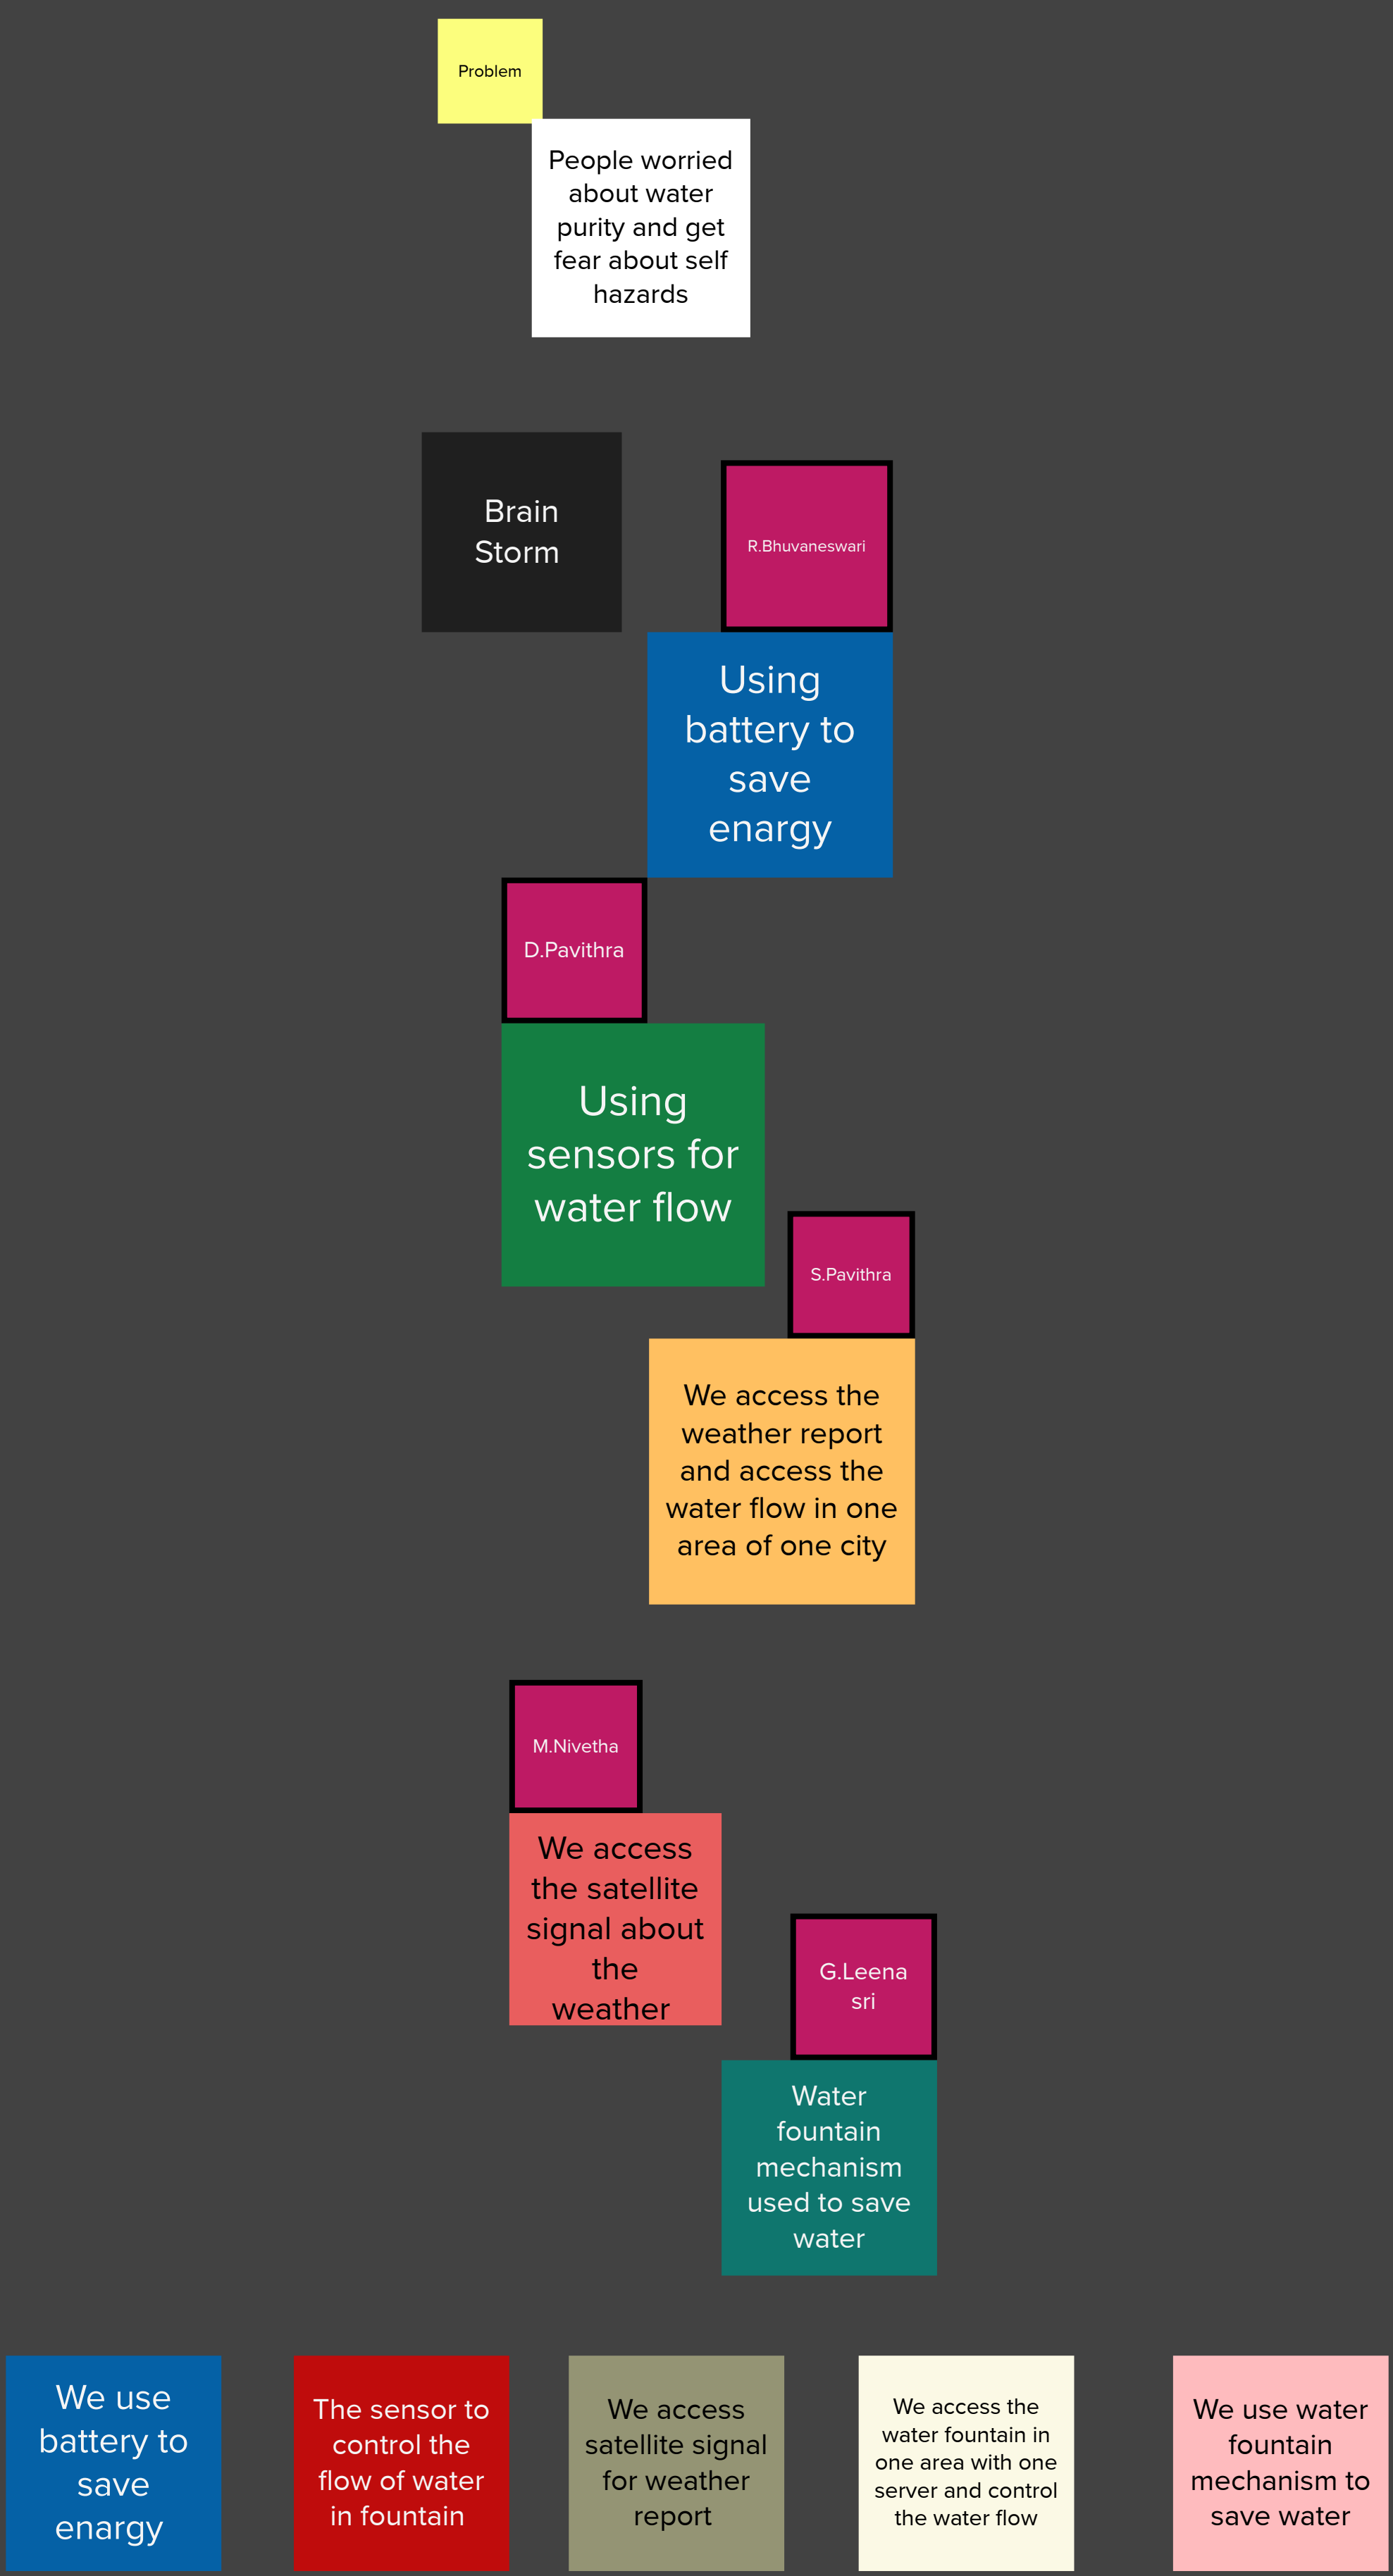 Problem
People worried
about water
purity and get
fear about self
hazards
Brain
Storm
R.Bhuvaneswari
Using
battery to
save
enargy
D.Pavithra
Using
sensors for
water flow
S.Pavithra
We access the
weather report
and access the
water flow in one
area of one city
M.Nivetha
We access
the satellite
signal about
the
weather
G.Leena
sri
Water
fountain
mechanism
used to save
water
We use
battery to
save
enargy
The sensor to
control the
flow of water
in fountain
We access
satellite signal
for weather
report
We access the
water fountain in
one area with one
server and control
the water flow
We use water
fountain
mechanism to
save water